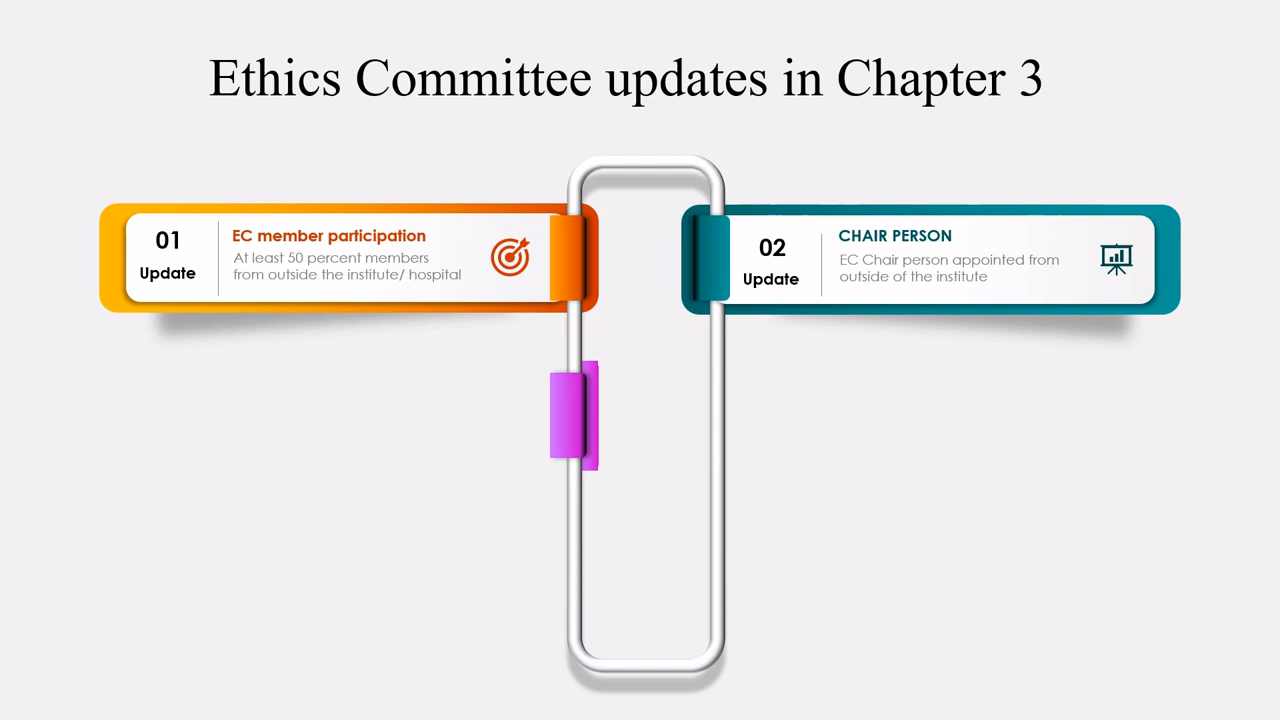 Ethics Committee updates in Chapter 3
01
Update
EC member participation
At least 50 percent member
from outside the institute/ hospital
02
Update
CHAIR PERSON
EC Chair person appointed from
outside of the institute